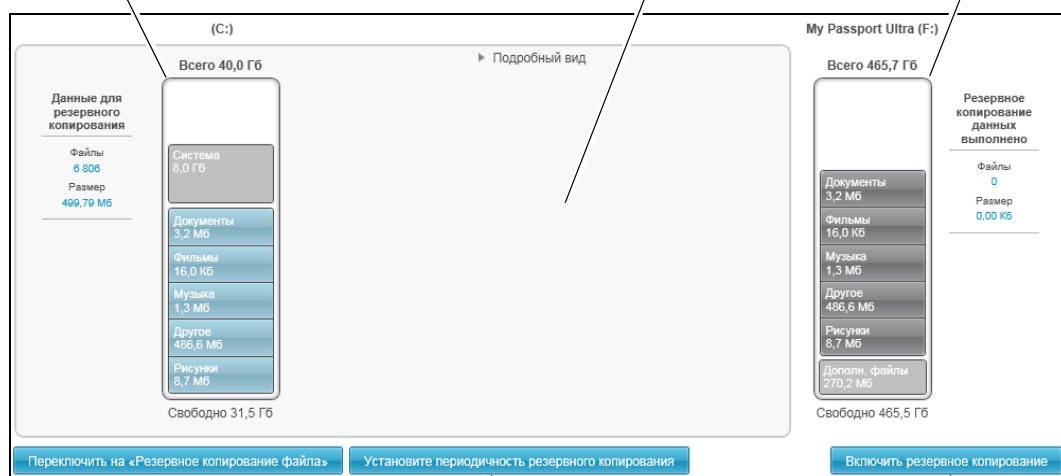 (C:)
My Passport Ultra (F:)
Всего 40,0 Гб
Подробный вид
Всего 465,7 Гб
Данные для
резервного
копирования
Файлы
6 806
Размер
499,79 Мб
Система
8,0 Гб
Документы
3,2 Мб
Фильмы
16,0 Кб
Музыка
1,3 Мб
Другое
486,6 Мб
Рисунки
8,7 Мб
Свободно 31,5 Гб
Документы
3,2 Мб
Фильмы
16,0 Кб
Музыка
1,3 Мб
Другое
486,6 Мб
Рисунки
8,7 Мб
Дополн. файлы
270,2 Мб
Свободно 465,5 Гб
Резервное
копирование
данных
выполнено
Файлы
0
Размер
0,00 Кб
Переключить на «Резервное копирование файла»
Установите периодичность резервного копирования
Включить резервное копирование